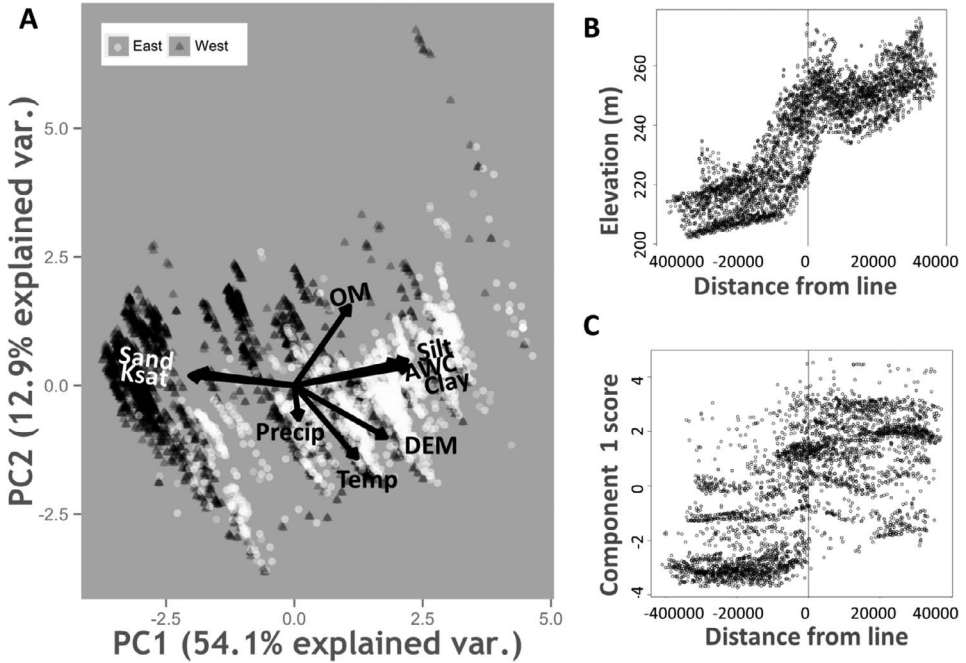 A
East West
PC2 (12.9% explained var.)
5.0
2.5
0.0
-2.5
OM
Sand
Ksat
Silt
AWC
Clay
Precip
DEM
Temp
-2.5 0.0 2.5 5.0
PC1 (54.1% explained var.)
B
Elevation (m)
260
240
220
200
400000 -20000 0 20000 40000
Distance from line
C
Component 1 score
4
2
0
-2
-4
-400000 -20000 0 20000 40000
Distance from line